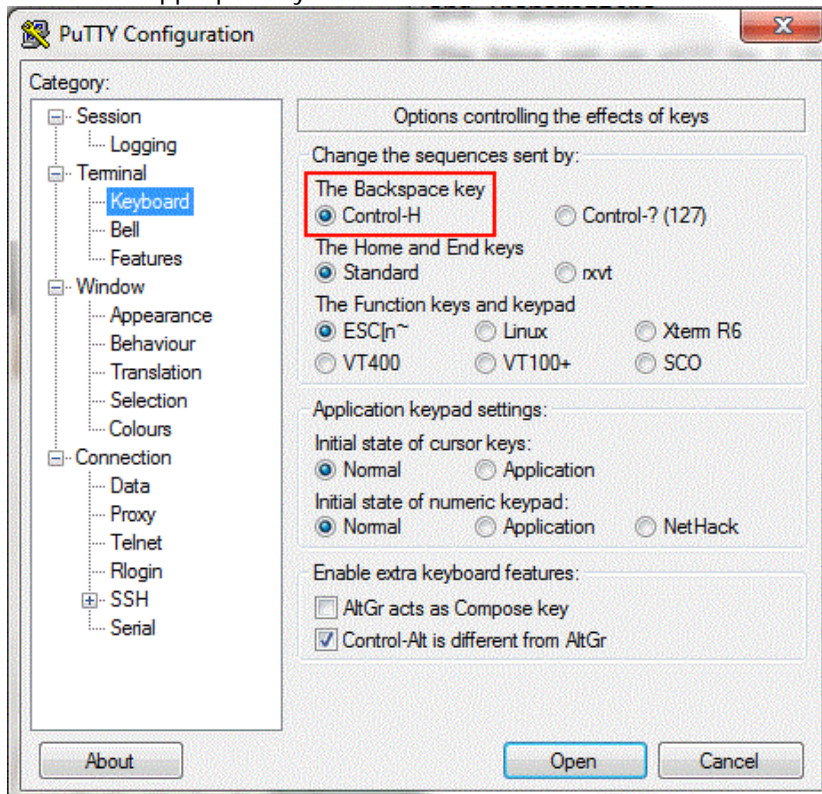 PuTTY Configuration
Category:
Session
Logging
Terminal
Keyboard
Bell
Features
Window
Appearance
Behaviour
Translation
Selection
Colours
Connection
Data
Proxy
Telnet
Rlogin
SSH
Serial
Options controlling the effects of keys
Change the sequences sent by:
The Backspace key
Control-H Control-? (127)
The Home and End keys
Standard rxvt
The Function keys and keypad
ESC[n~ Linux Xterm R6
VT400 VT100+ SCO
Application keypad settings:
Initial state of cursor keys:
Normal Application
Initial state of numeric keypad:
Normal Application NetHack
Enable extra keyboard features:
AltGr acts as Compose key
Control-Alt is different from AltGr
About Open Cancel